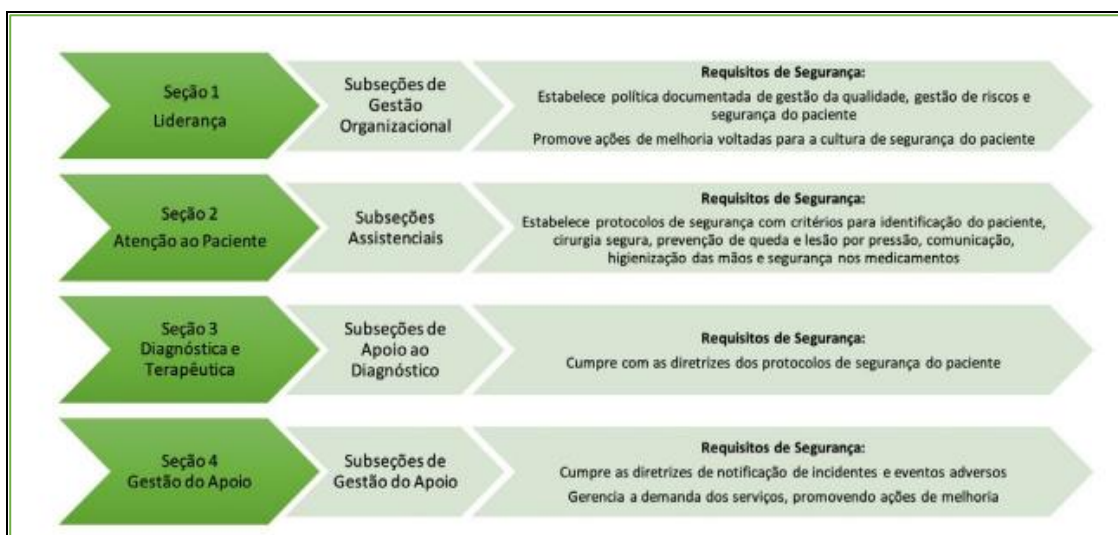 Seção 1
Liderança
Subseções de
Gestão
Organizacional
Requisitos de Segurança:
Estabelece política documentada de gestão da qualidade, gestão de riscos e
segurança do paciente
Promove ações de melhoria voltadas para a cultura de segurança do paciente
Seção 2
Atenção ao Paciente
Subseções
Assistenciais
Requisitos de Segurança:
Estabelece protocolos de segurança com critérios para identificação do paciente,
cirurgia segura, prevenção de queda e lesão por pressão, comunicação,
higienização das mãos e segurança nos medicamentos
Seção 3
Diagnóstica e
Terapêutica
Subseções de
Apoio ao
Diagnóstico
Requisitos de Segurança:
Cumpre com as diretrizes dos protocolos de segurança do paciente
Seção 4
Gestão do Apoio
Subseções de
Gestão do Apoio
Requisitos de Segurança:
Cumpre as diretrizes de notificação de incidentes e eventos adversos
Gerencia a demanda dos serviços, promovendo ações de melhoria